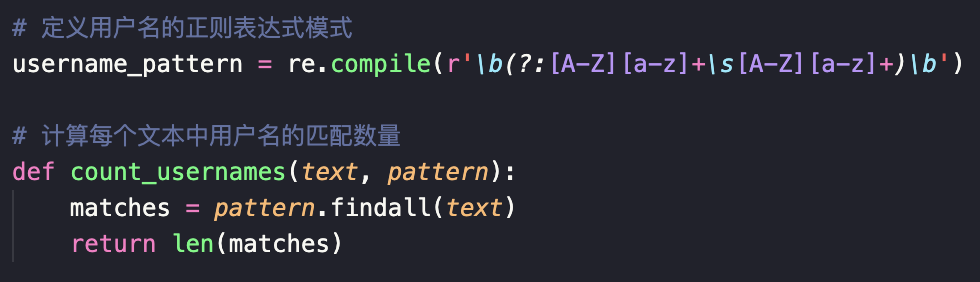 # 定义用户名的正则表达式模式
username_pattern = re.compile(r'\b(?:[A-Z][a-z]+\s[A-Z][a-z]+)\b')

# 计算每个文本中用户名的匹配数量
def count_usernames(text, pattern):
    matches = pattern.findall(text)
    return len(matches)